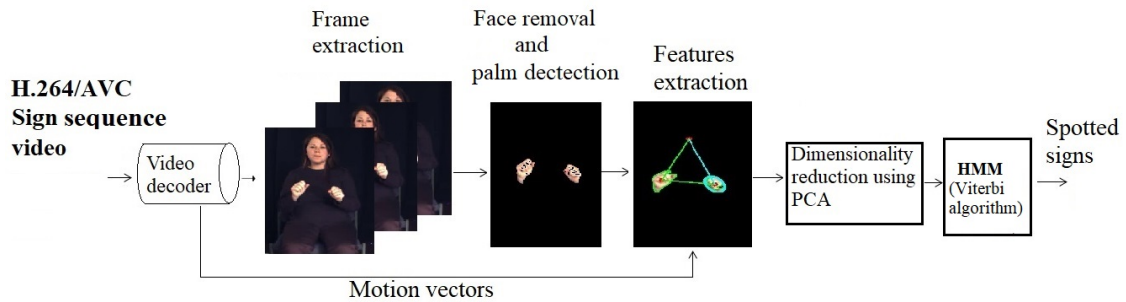 H.264/AVC
Sign sequence
video
Video
decoder
Frame
extraction
Face removal
and
palm dectection
Features
extraction
Dimensionality
reduction using
PCA
HMM
(Viterbi
algorithm)
Spotted
signs
Motion vectors